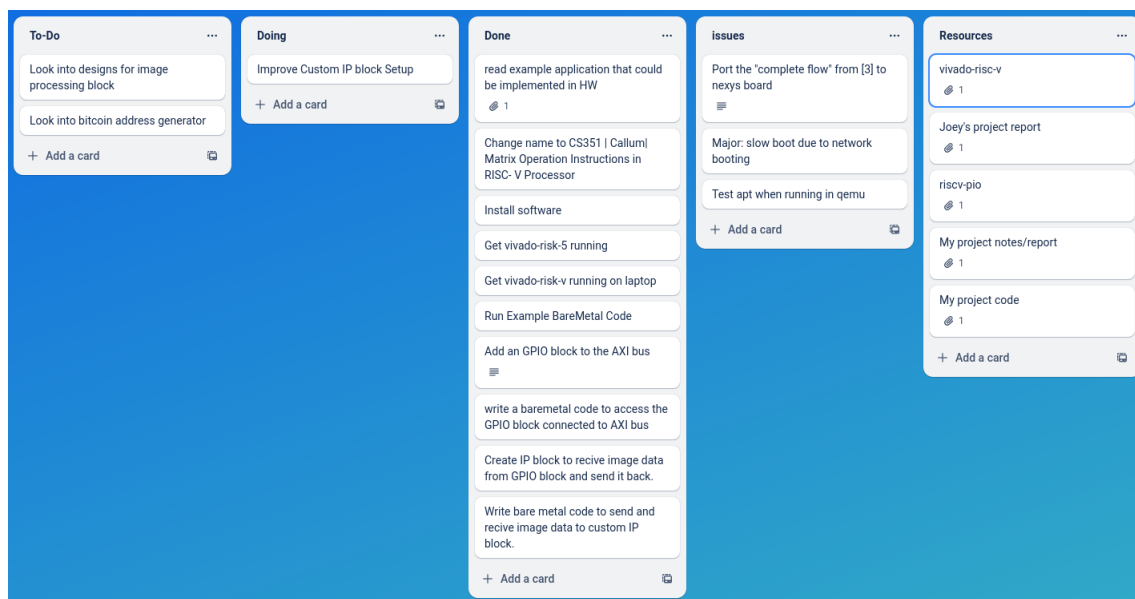 To-Do
Look into designs for image
processing block
Look into bitcoin address generator
Add a card
Doing
Improve Custom IP block Setup
Add a card
Done
read example application that could
be implemented in HW
1
Change name to CS351 | Callum|
Matrix Operation Instructions in
RISC- V Processor
Install software
Get vivado-risk-5 running
Get vivado-risk-v running on laptop
Run Example BareMetal Code
Add an GPIO block to the AXI bus
write a baremetal code to access the
GPIO block connected to AXI bus
Create IP block to recive image data
from GPIO block and send it back.
Write bare metal code to send and
recive image data to custom IP
block.
Add a card
issues
Port the "complete flow" from [3] to
nexys board
Major: slow boot due to network
booting
Test apt when running in qemu
Add a card
Resources
vivado-risc-v
1
Joey's project report
1
riscv-pio
1
My project notes/report
1
My project code
1
Add a card